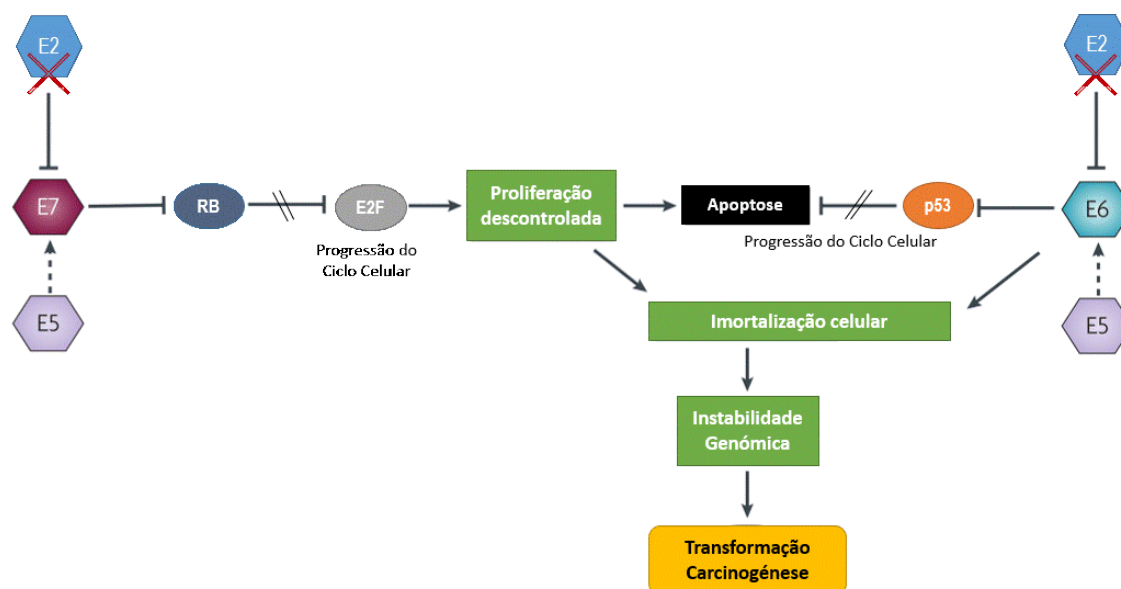 E2
E2
E7
RB
E2F
Proliferação
descontrolada
Apoptose
p53
E6
Progressão do
Ciclo Celular
Progressão do Ciclo Celular
E5
Imortalização celular
E5
Instabilidade
Genómica
Transformação
Carcinogénese